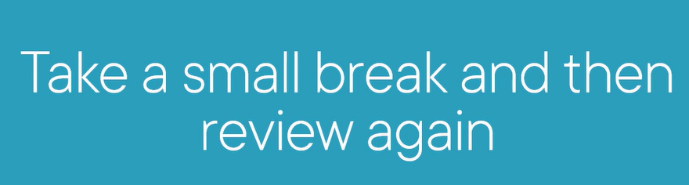 Take a small break and then
review again